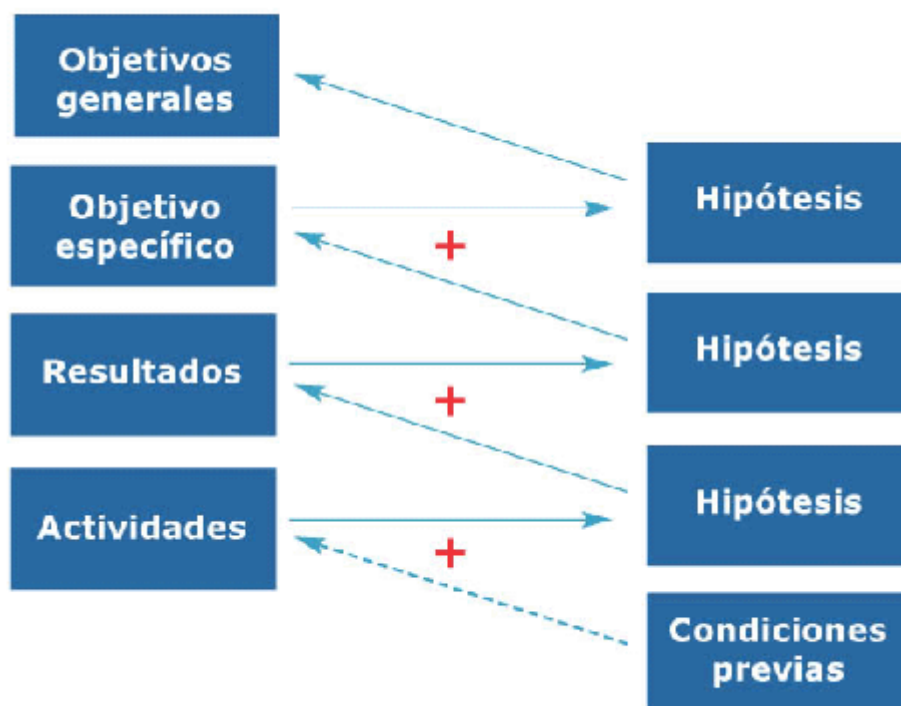 Objetivos
generales
Objetivo
específico
Resultados
Actividades
Hipótesis
Hipótesis
Hipótesis
Condiciones
previas
+
+
+